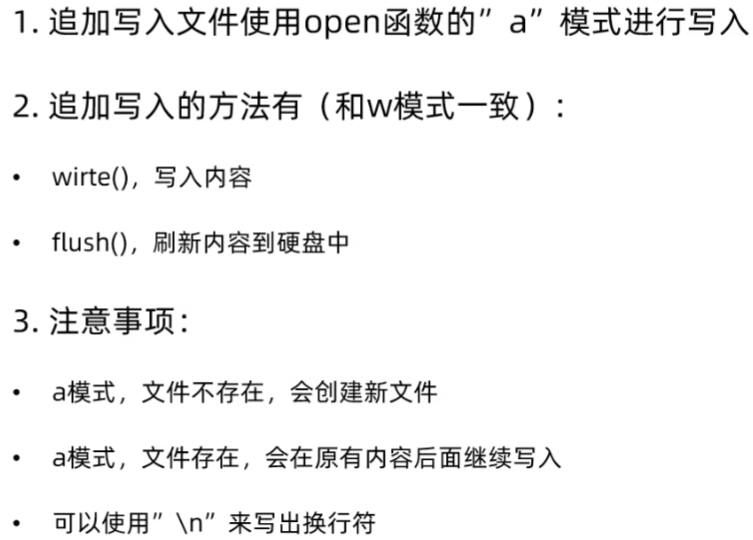 1. 追加写入文件使用open函数的”a”模式进行写入
2. 追加写入的方法有（和w模式一致）：
• wirte()，写入内容
• flush()，刷新内容到硬盘中
3. 注意事项：
• a模式，文件不存在，会创建新文件
• a模式，文件存在，会在原有内容后面继续写入
• 可以使用”\n”来写出换行符